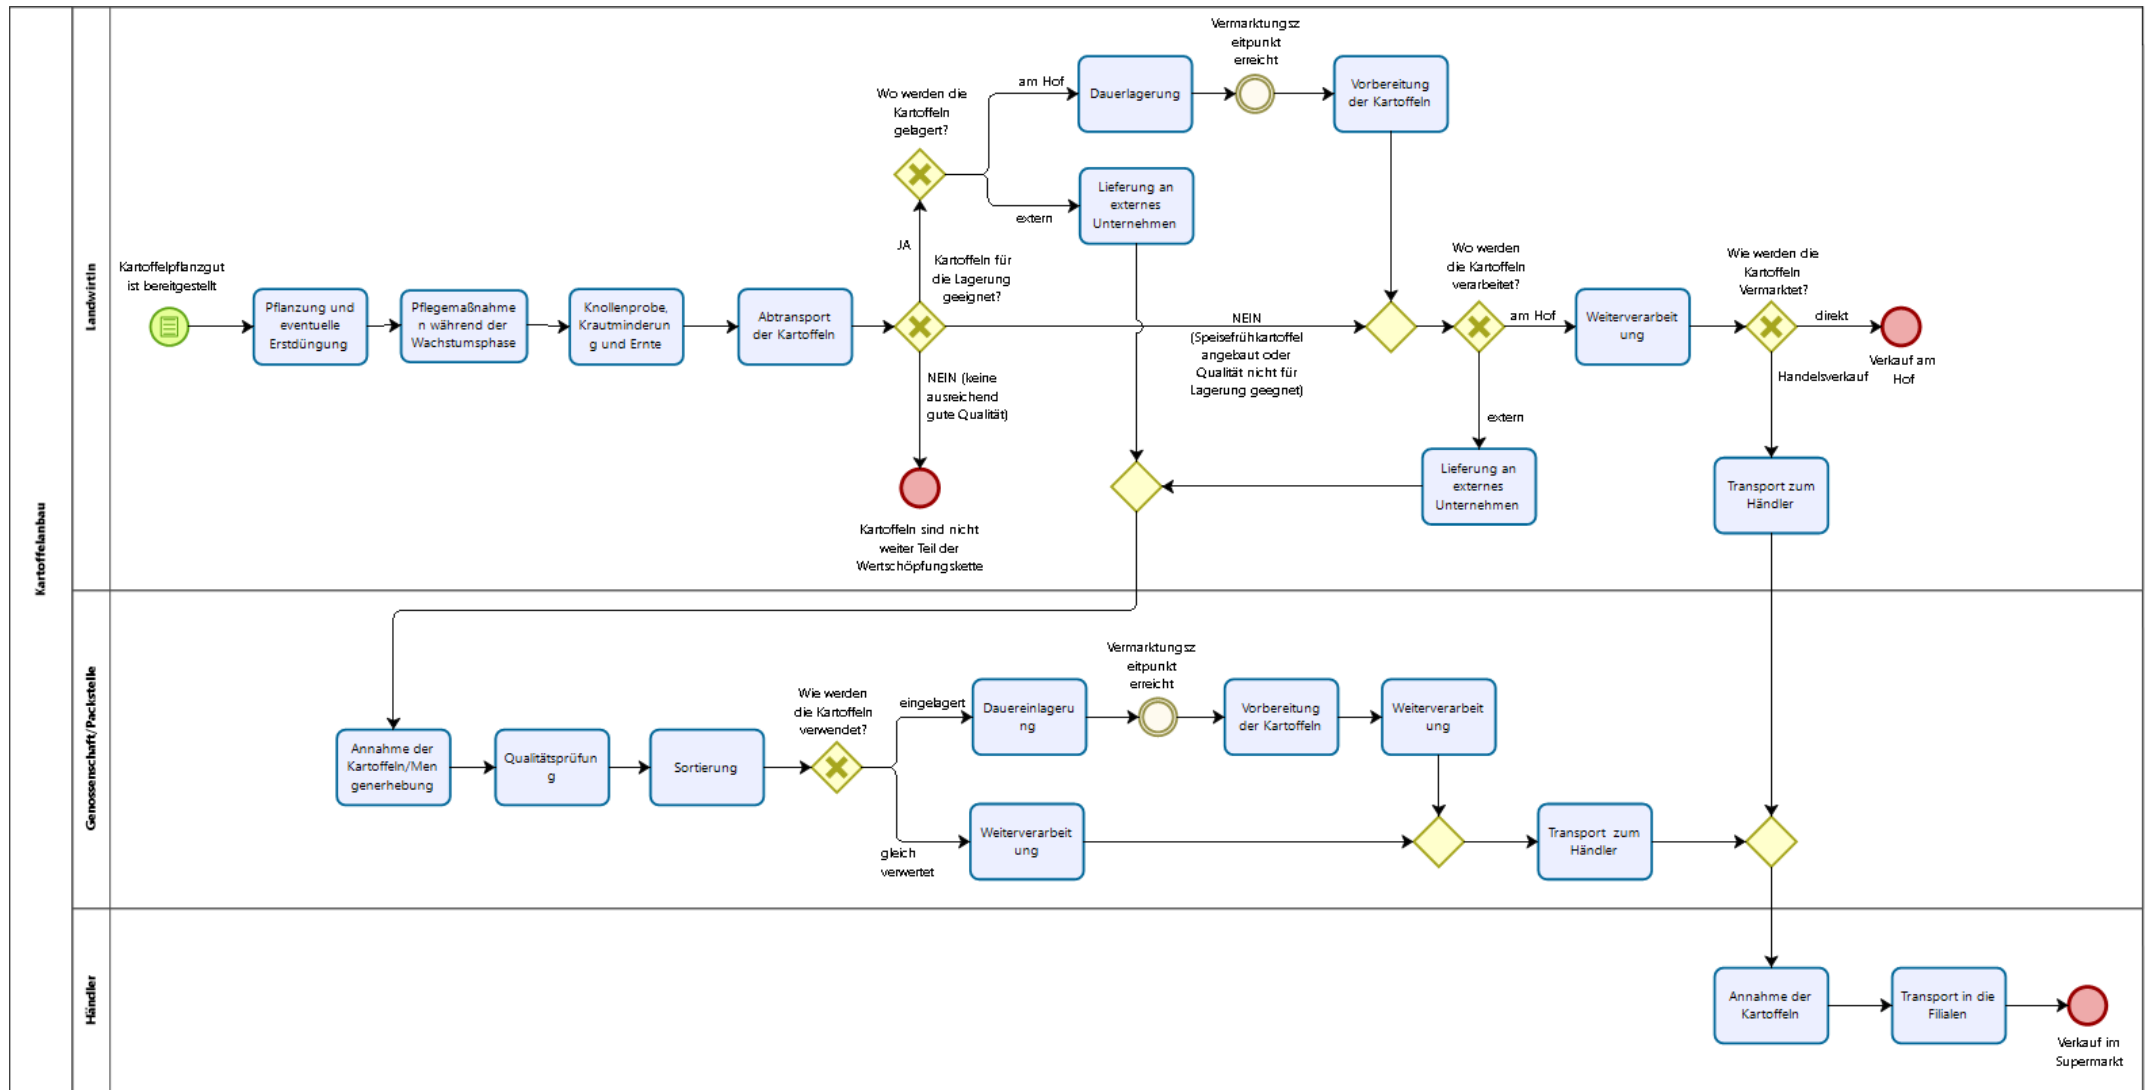 Kartoffelanbau
LandwirtIn
Kartoffelpflanzgut
ist bereitgestellt
Pflanzung und
eventuelle
Erstdüngung
Pflegemaßnahme
n während der
Wachstumsphase
Knollenprobe,
Krautminderun
g und Ernte
Abtransport
der Kartoffeln
Kartoffeln für
die Lagerung
geeignet?
JA
Wo werden die
Kartoffeln
gelagert?
am Hof
Dauerlagerung
Vermarktungsz
eitpunkt
erreicht
Vorbereitung
der Kartoffeln
extern
Lieferung an
externes
Unternehmen
NEIN
(Speisefrühkartoffel
angebaut oder
Qualität nicht für
Lagerung geegnet)
NEIN (keine
ausreichend
gute Qualität)
Kartoffeln sind nicht
weiter Teil der
Wertschöpfungskette
Wo werden
die Kartoffeln
verarbeitet?
am Hof
Weiterverarbeit
ung
Wie werden die
Kartoffeln
Vermarktet?
direkt
Verkauf am
Hof
Handelsverkauf
extern
Lieferung an
externes
Unternehmen
Transport zum
Händler
Genossenschaft/Packstelle
Annahme der
Kartoffeln/Men
generhebung
Qualitätsprüfun
g
Sortierung
Wie werden
die Kartoffeln
verwendet?
eingelagert
Dauereinlageru
ng
Vermarktungsz
eitpunkt
erreicht
Vorbereitung
der Kartoffeln
Weiterverarbeit
ung
gleich
verwertet
Weiterverarbeit
ung
Transport zum
Händler
Händler
Annahme der
Kartoffeln
Transport in die
Filialen
Verkauf im
Supermarkt